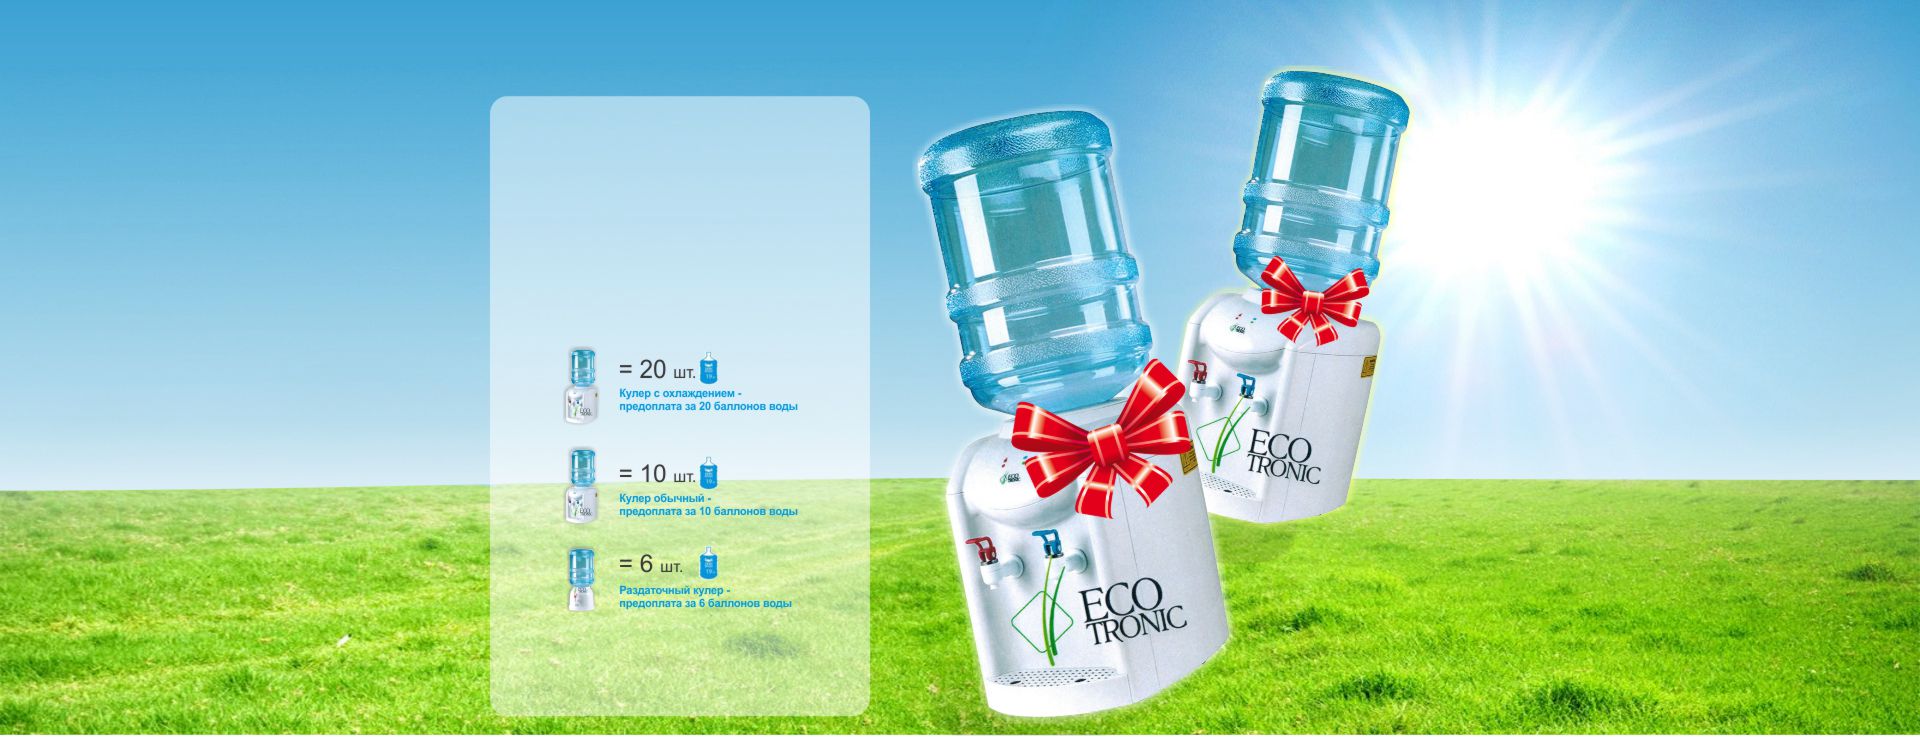 = 20 шт.
Кулер с охлаждением -
предоплата за 20 баллонов воды
= 10 шт.
Кулер обычный -
предоплата за 10 баллонов воды
= 6 шт.
Раздаточный кулер -
предоплата за 6 баллонов воды
ECO
TRONIC
ECO
TRONIC